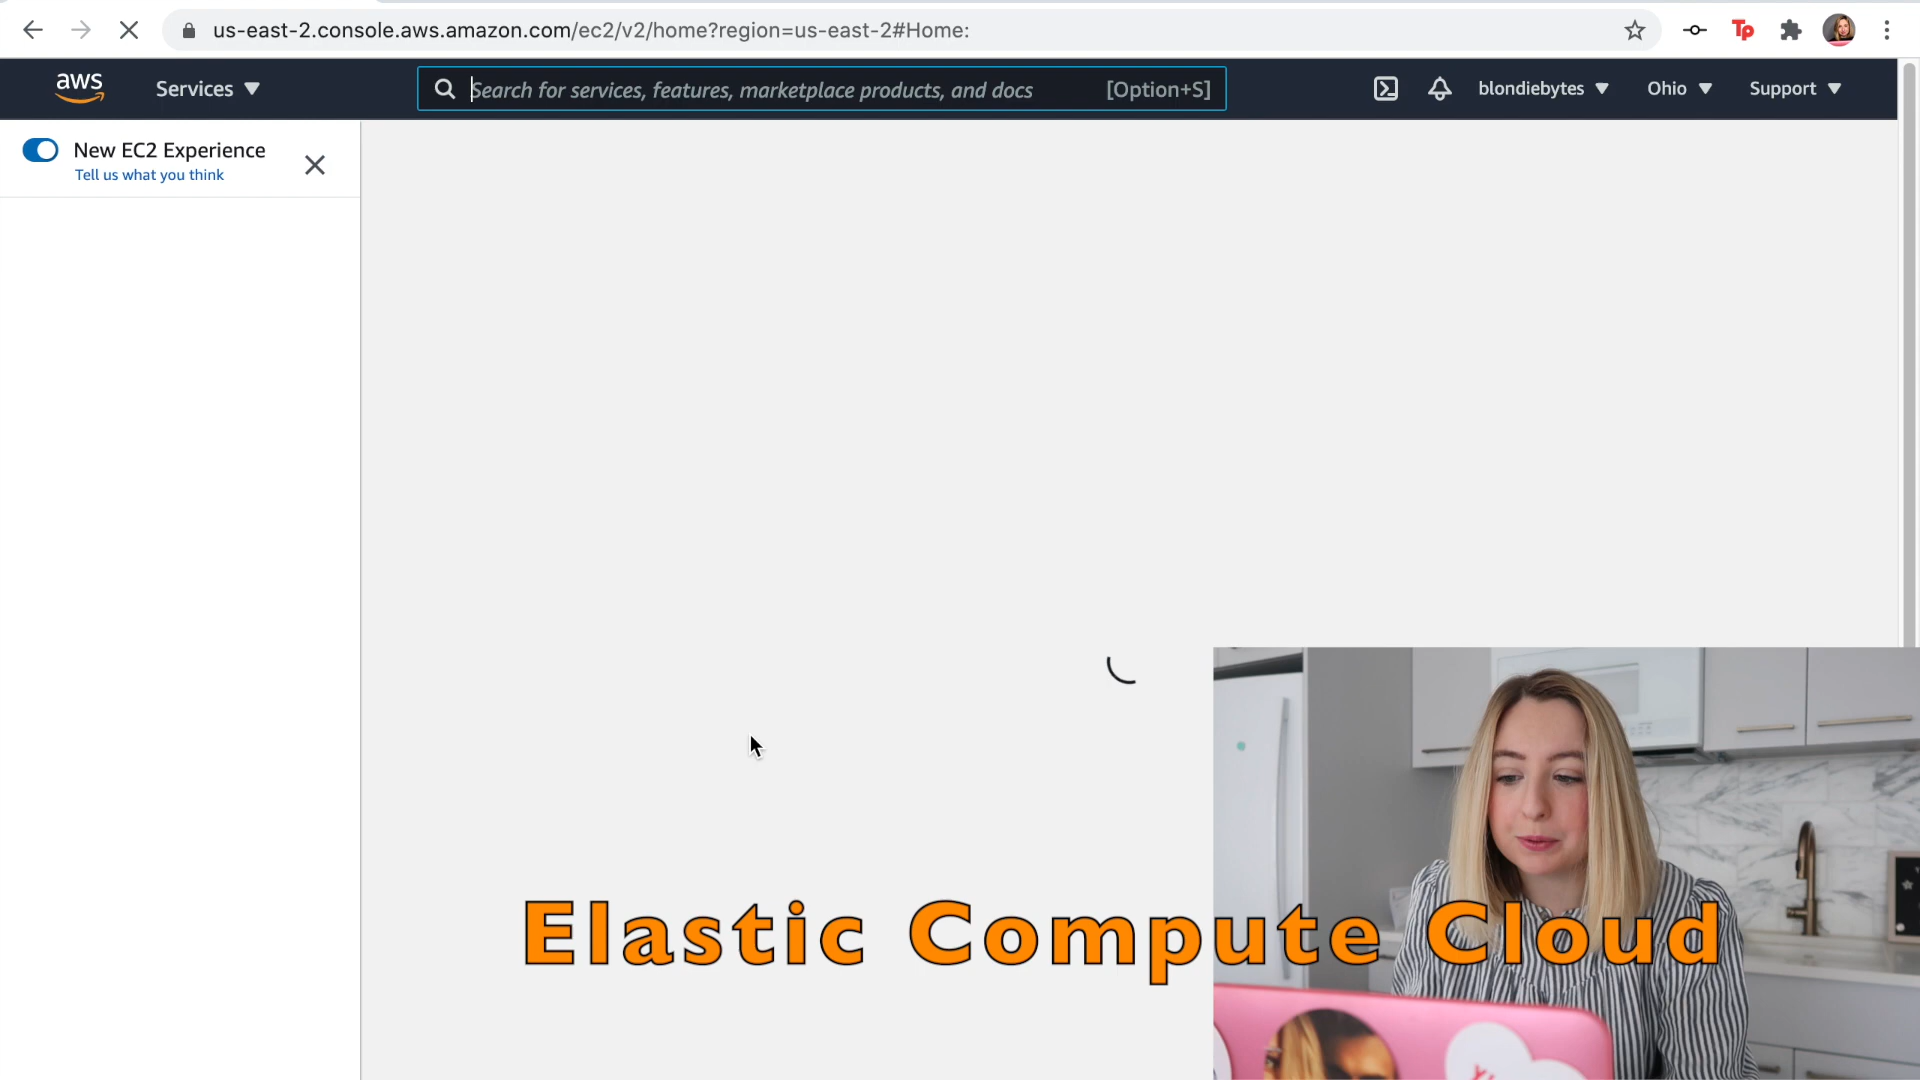 us-east-2.console.aws.amazon.com/ec2/v2/home?region=us-east-2#Home:
Tp
aws
Services
Search for services, features, marketplace products, and docs
[Option+S]
blondiebytes
Ohio
Support
New EC2 Experience
Tell us what you think
Elastic Compute Cloud